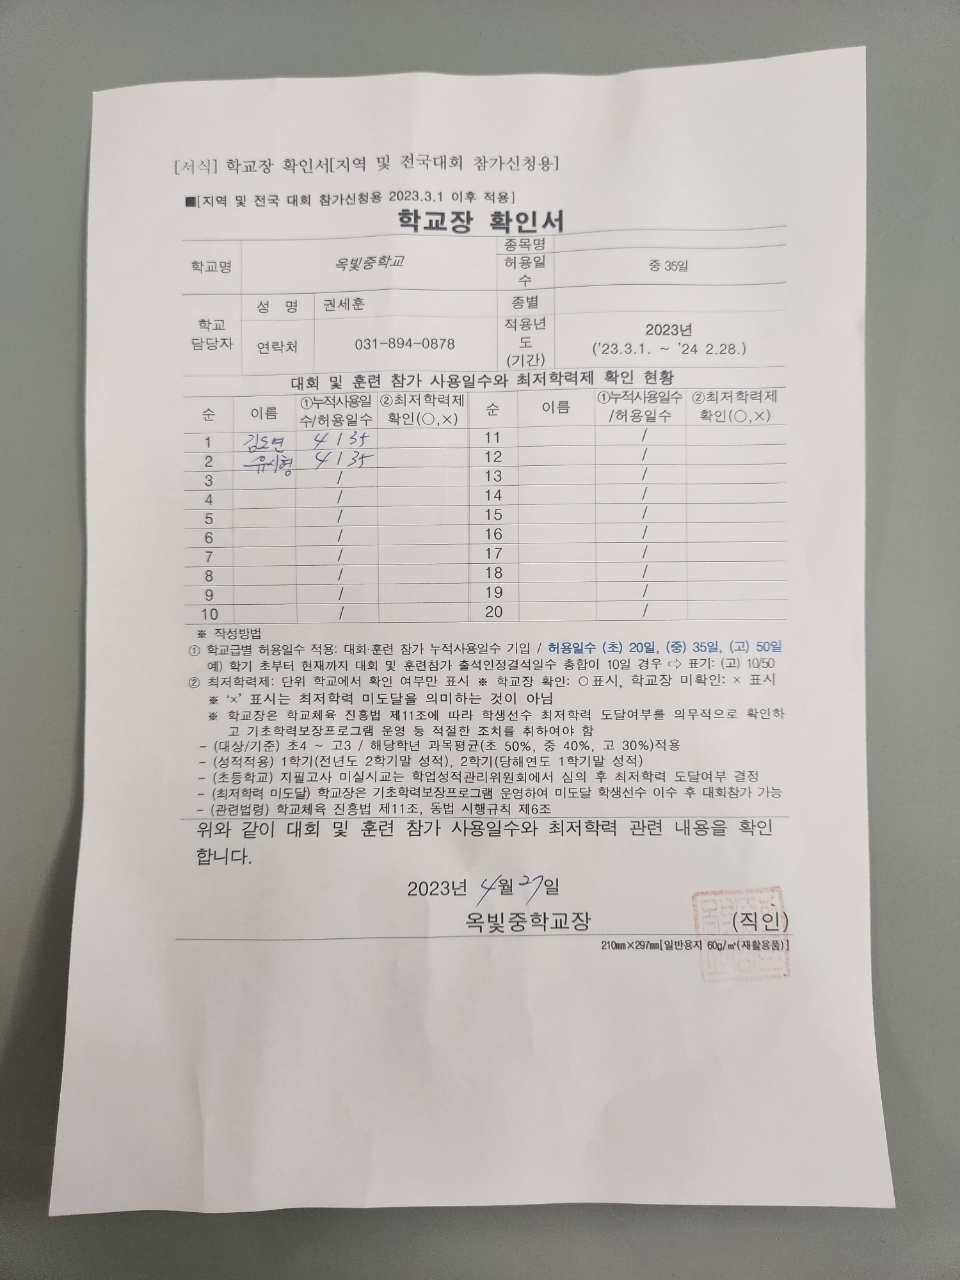 [서식] 학교장 확인서[지역 및 전국대회 참가신청용]
■[지역 및 전국 대회 참가신청용 2023.3.1 이후 적용]
학교장 확인서
학교명 옥빛중학교 종목명
허용일수 중 35일
학교 담당자 성 명 권세훈 종별
연락처 031-894-0878 적용년도 (기간) 2023년 ('23.3.1. ~ '24 2.28.)
대회 및 훈련 참가 사용일수와 최저학력제 확인 현황
순 이름 ①누적사용일수/허용일수 ②최저학력제 확인(○,×) 순 이름 ①누적사용일수/허용일수 ②최저학력제 확인(○,×)
1 김도연 4 / 35 11 /
2 유시형 4 / 35 12 /
3 / 13 /
4 / 14 /
5 / 15 /
6 / 16 /
7 / 17 /
8 / 18 /
9 / 19 /
10 / 20 /
※ 작성방법
① 학교급별 허용일수 적용: 대회·훈련 참가 누적사용일수 기입 / 허용일수 (초) 20일, (중) 35일, (고) 50일
예) 학기 초부터 현재까지 대회 및 훈련참가 출석인정결석일수 총합이 10일 경우 ⇨ 표기: (고) 10/50
② 최저학력제: 단위 학교에서 확인 여부만 표시 ※ 학교장 확인: ○표시, 학교장 미확인: × 표시
※ '×' 표시는 최저학력 미도달을 의미하는 것이 아님
※ 학교장은 학교체육 진흥법 제11조에 따라 학생선수 최저학력 도달여부를 의무적으로 확인하
고 기초학력보장프로그램 운영 등 적절한 조치를 취하여야 함
- (대상/기준) 초4 ~ 고3 / 해당학년 과목평균(초 50%, 중 40%, 고 30%)적용
- (성적적용) 1학기(전년도 2학기말 성적), 2학기(당해연도 1학기말 성적)
- (초등학교) 지필고사 미실시교는 학업성적관리위원회에서 심의 후 최저학력 도달여부 결정
- (최저학력 미도달) 학교장은 기초학력보장프로그램 운영하여 미도달 학생선수 이수 후 대회참가 가능
- (관련법령) 학교체육 진흥법 제11조, 동법 시행규칙 제6조
위와 같이 대회 및 훈련 참가 사용일수와 최저학력 관련 내용을 확인
합니다.
2023년 4월 27일
옥빛중학교장 (직인)
210㎜×297㎜[일반용지 60g/㎡(재활용품)]